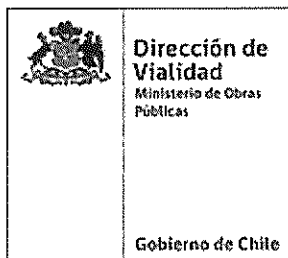 Dirección de
Vialidad
Ministerio de Obras
Públicas
Gobierno de Chile